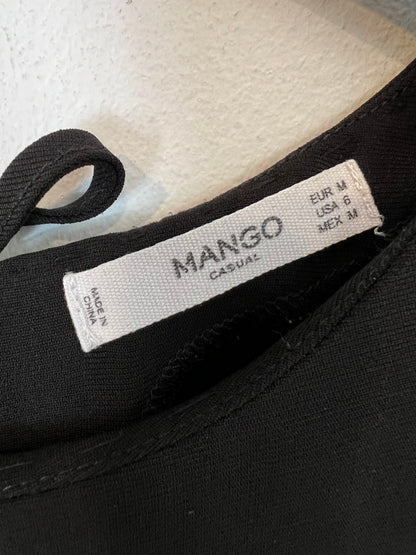 MADE IN
CHINA
MANGO
CASUAL
EUR M
USA 6
MEX M